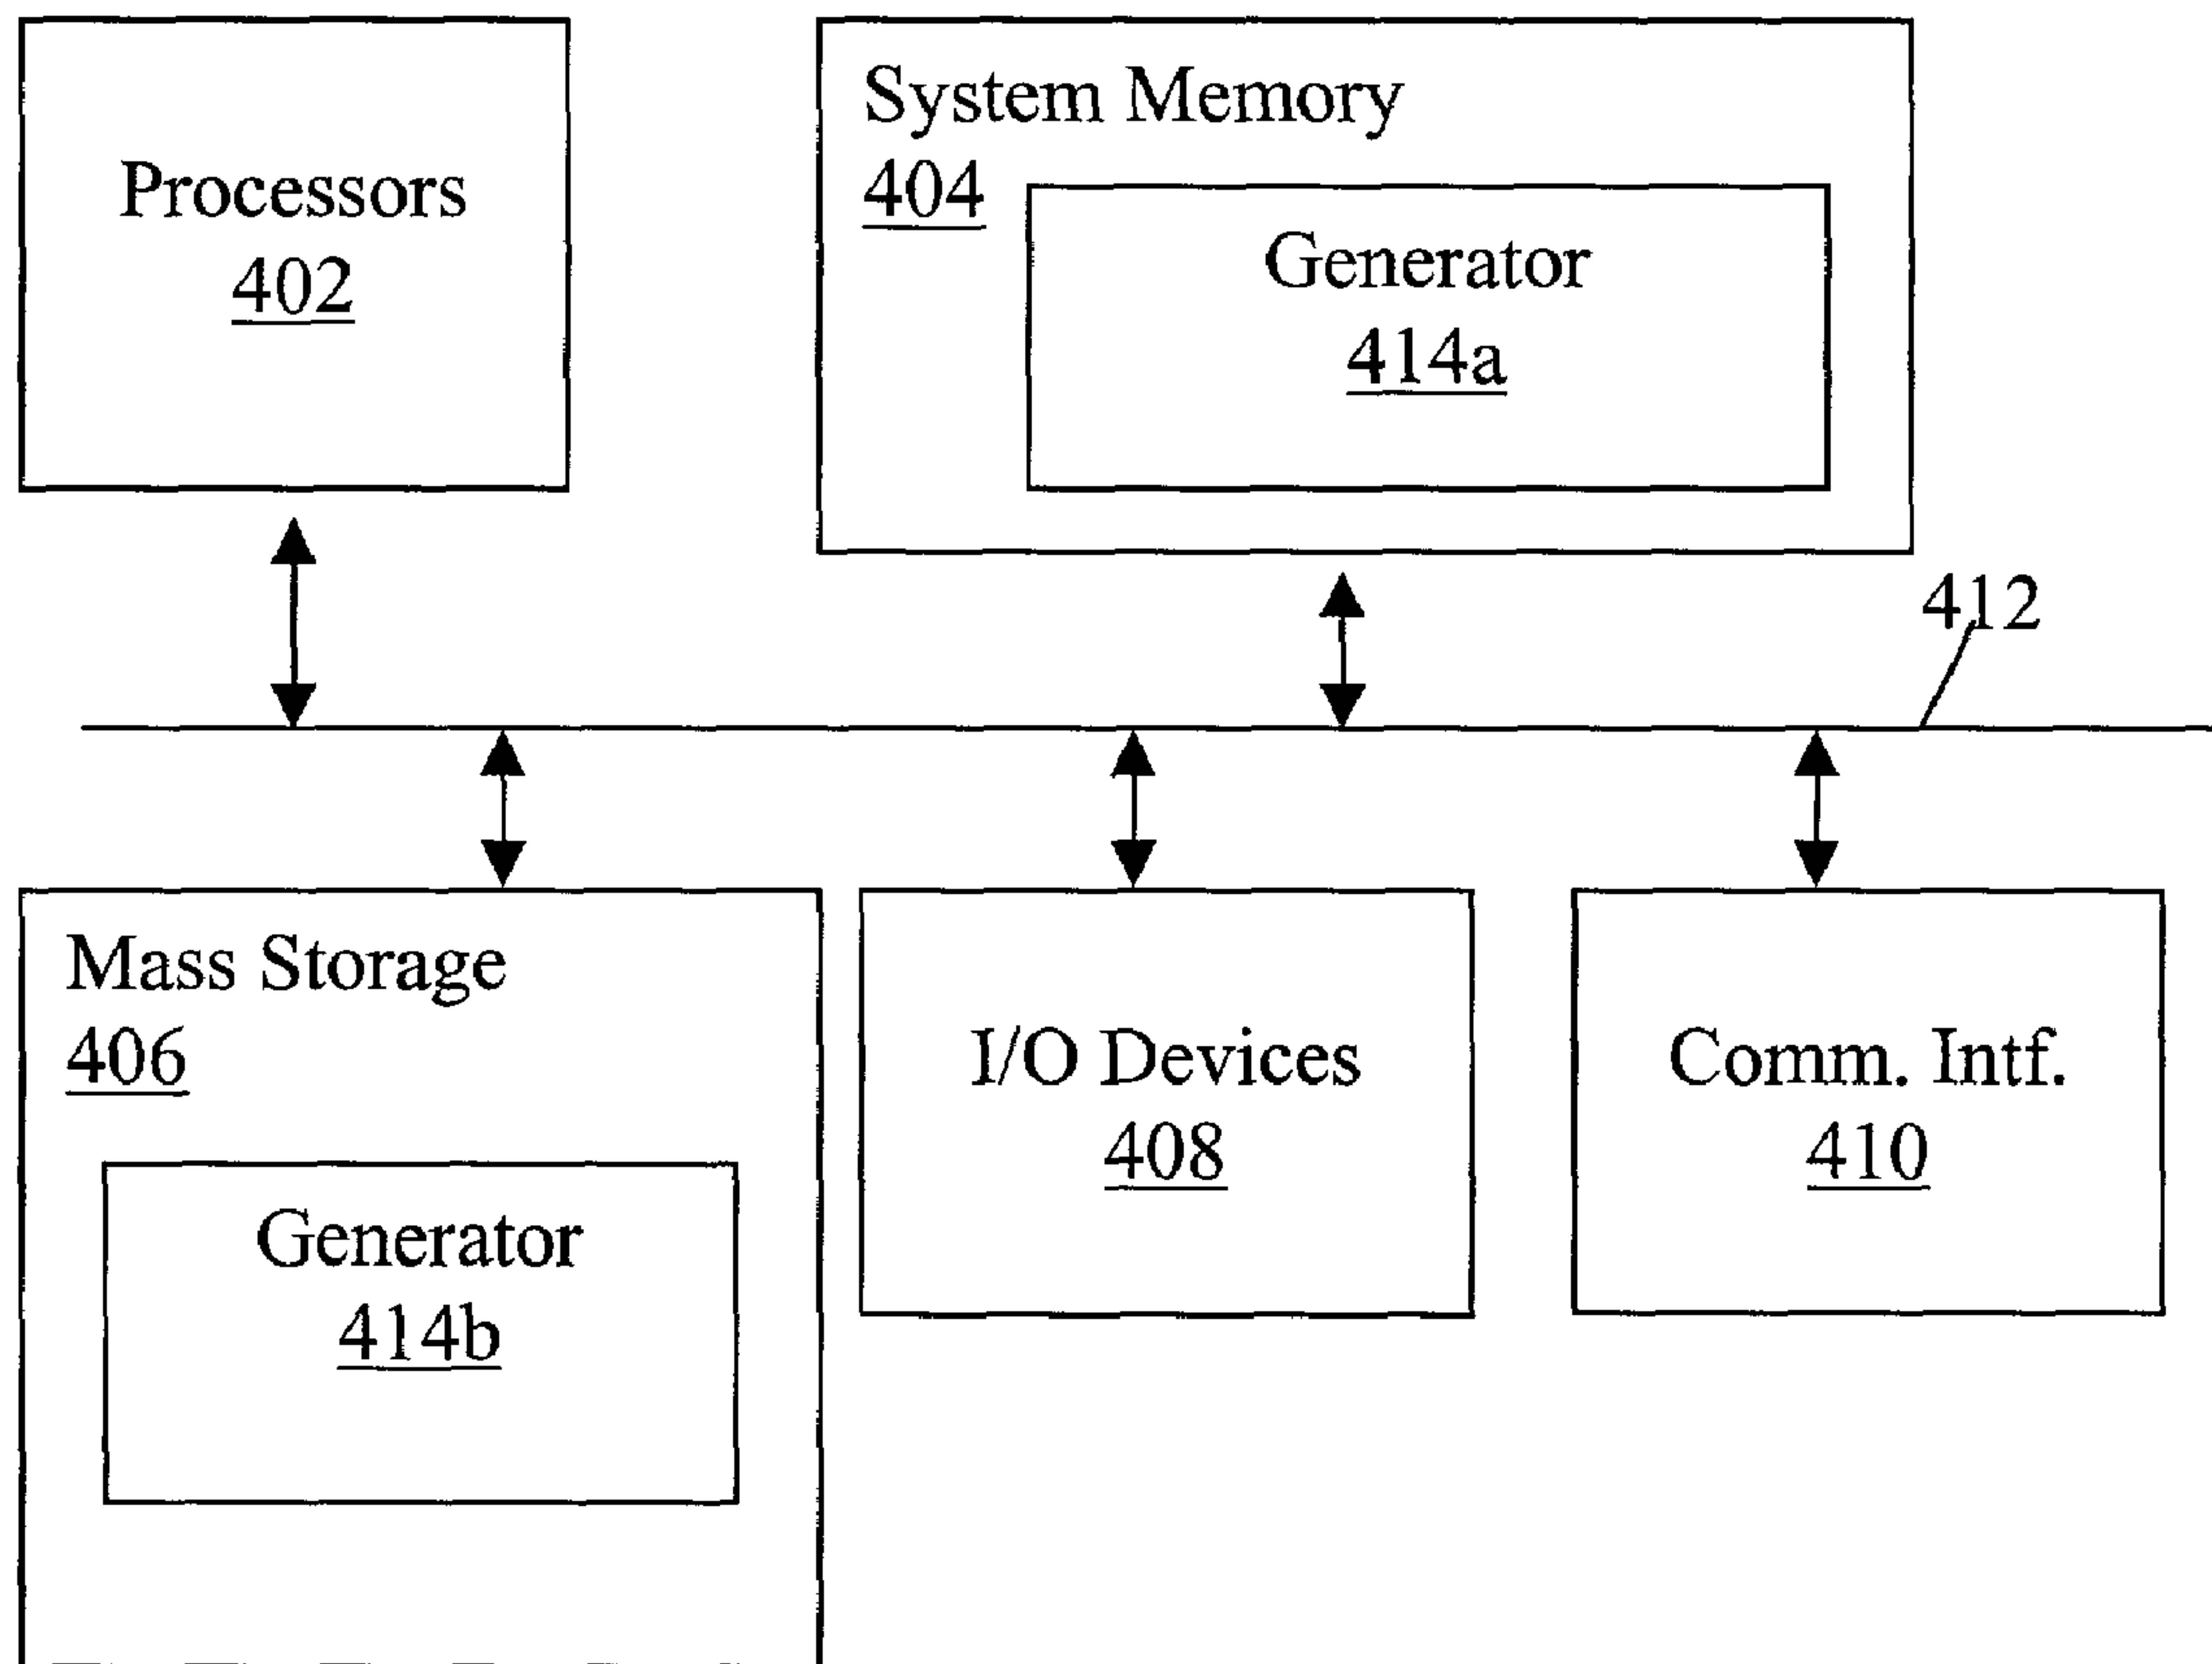 Processors
402
System Memory
404
Generator
414a
412
Mass Storage
406
Generator
414b
I/O Devices
408
Comm. Intf.
410